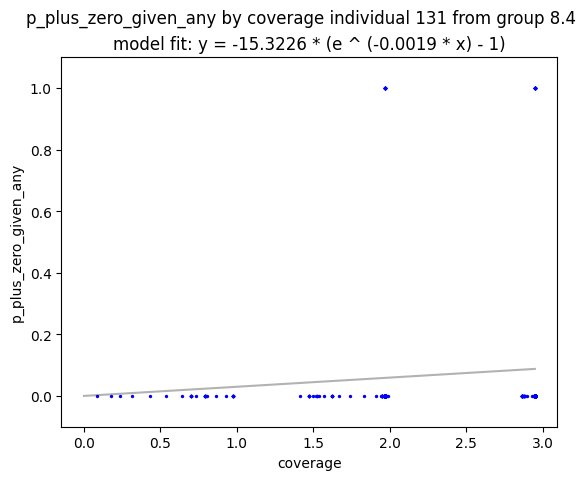 p_plus_zero_given_any by coverage individual 131 from group 8.4
model fit: y = -15.3226 * (e ^ (-0.0019 * x) - 1)
1.0
0.8
0.6
0.4
0.2
0.0
p_plus_zero_given_any
0.0 0.5 1.0 1.5 2.0 2.5 3.0
coverage